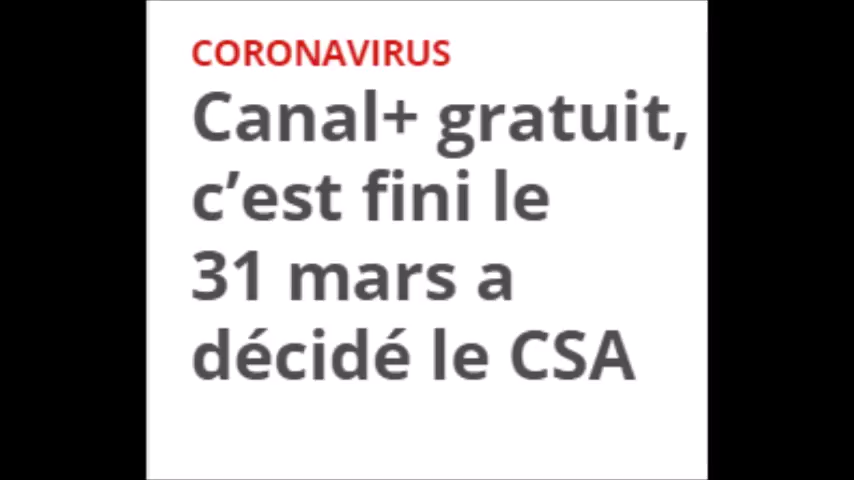 CORONAVIRUS
Canal+ gratuit,
c’est fini le
31 mars a
décidé le CSA